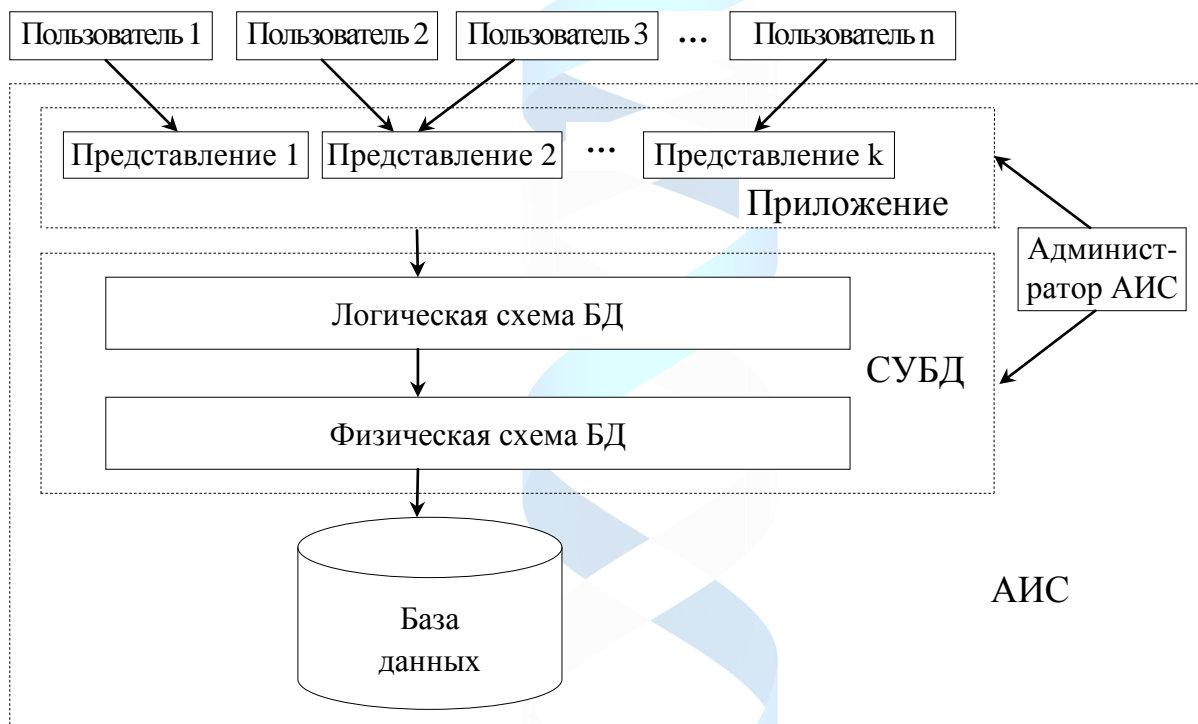 Пользователь 1
Пользователь 2
Пользователь 3
...
Пользователь n
Представление 1
Представление 2
...
Представление k
Приложение
Админист-
ратор АИС
Логическая схема БД
СУБД
Физическая схема БД
База
данных
АИС